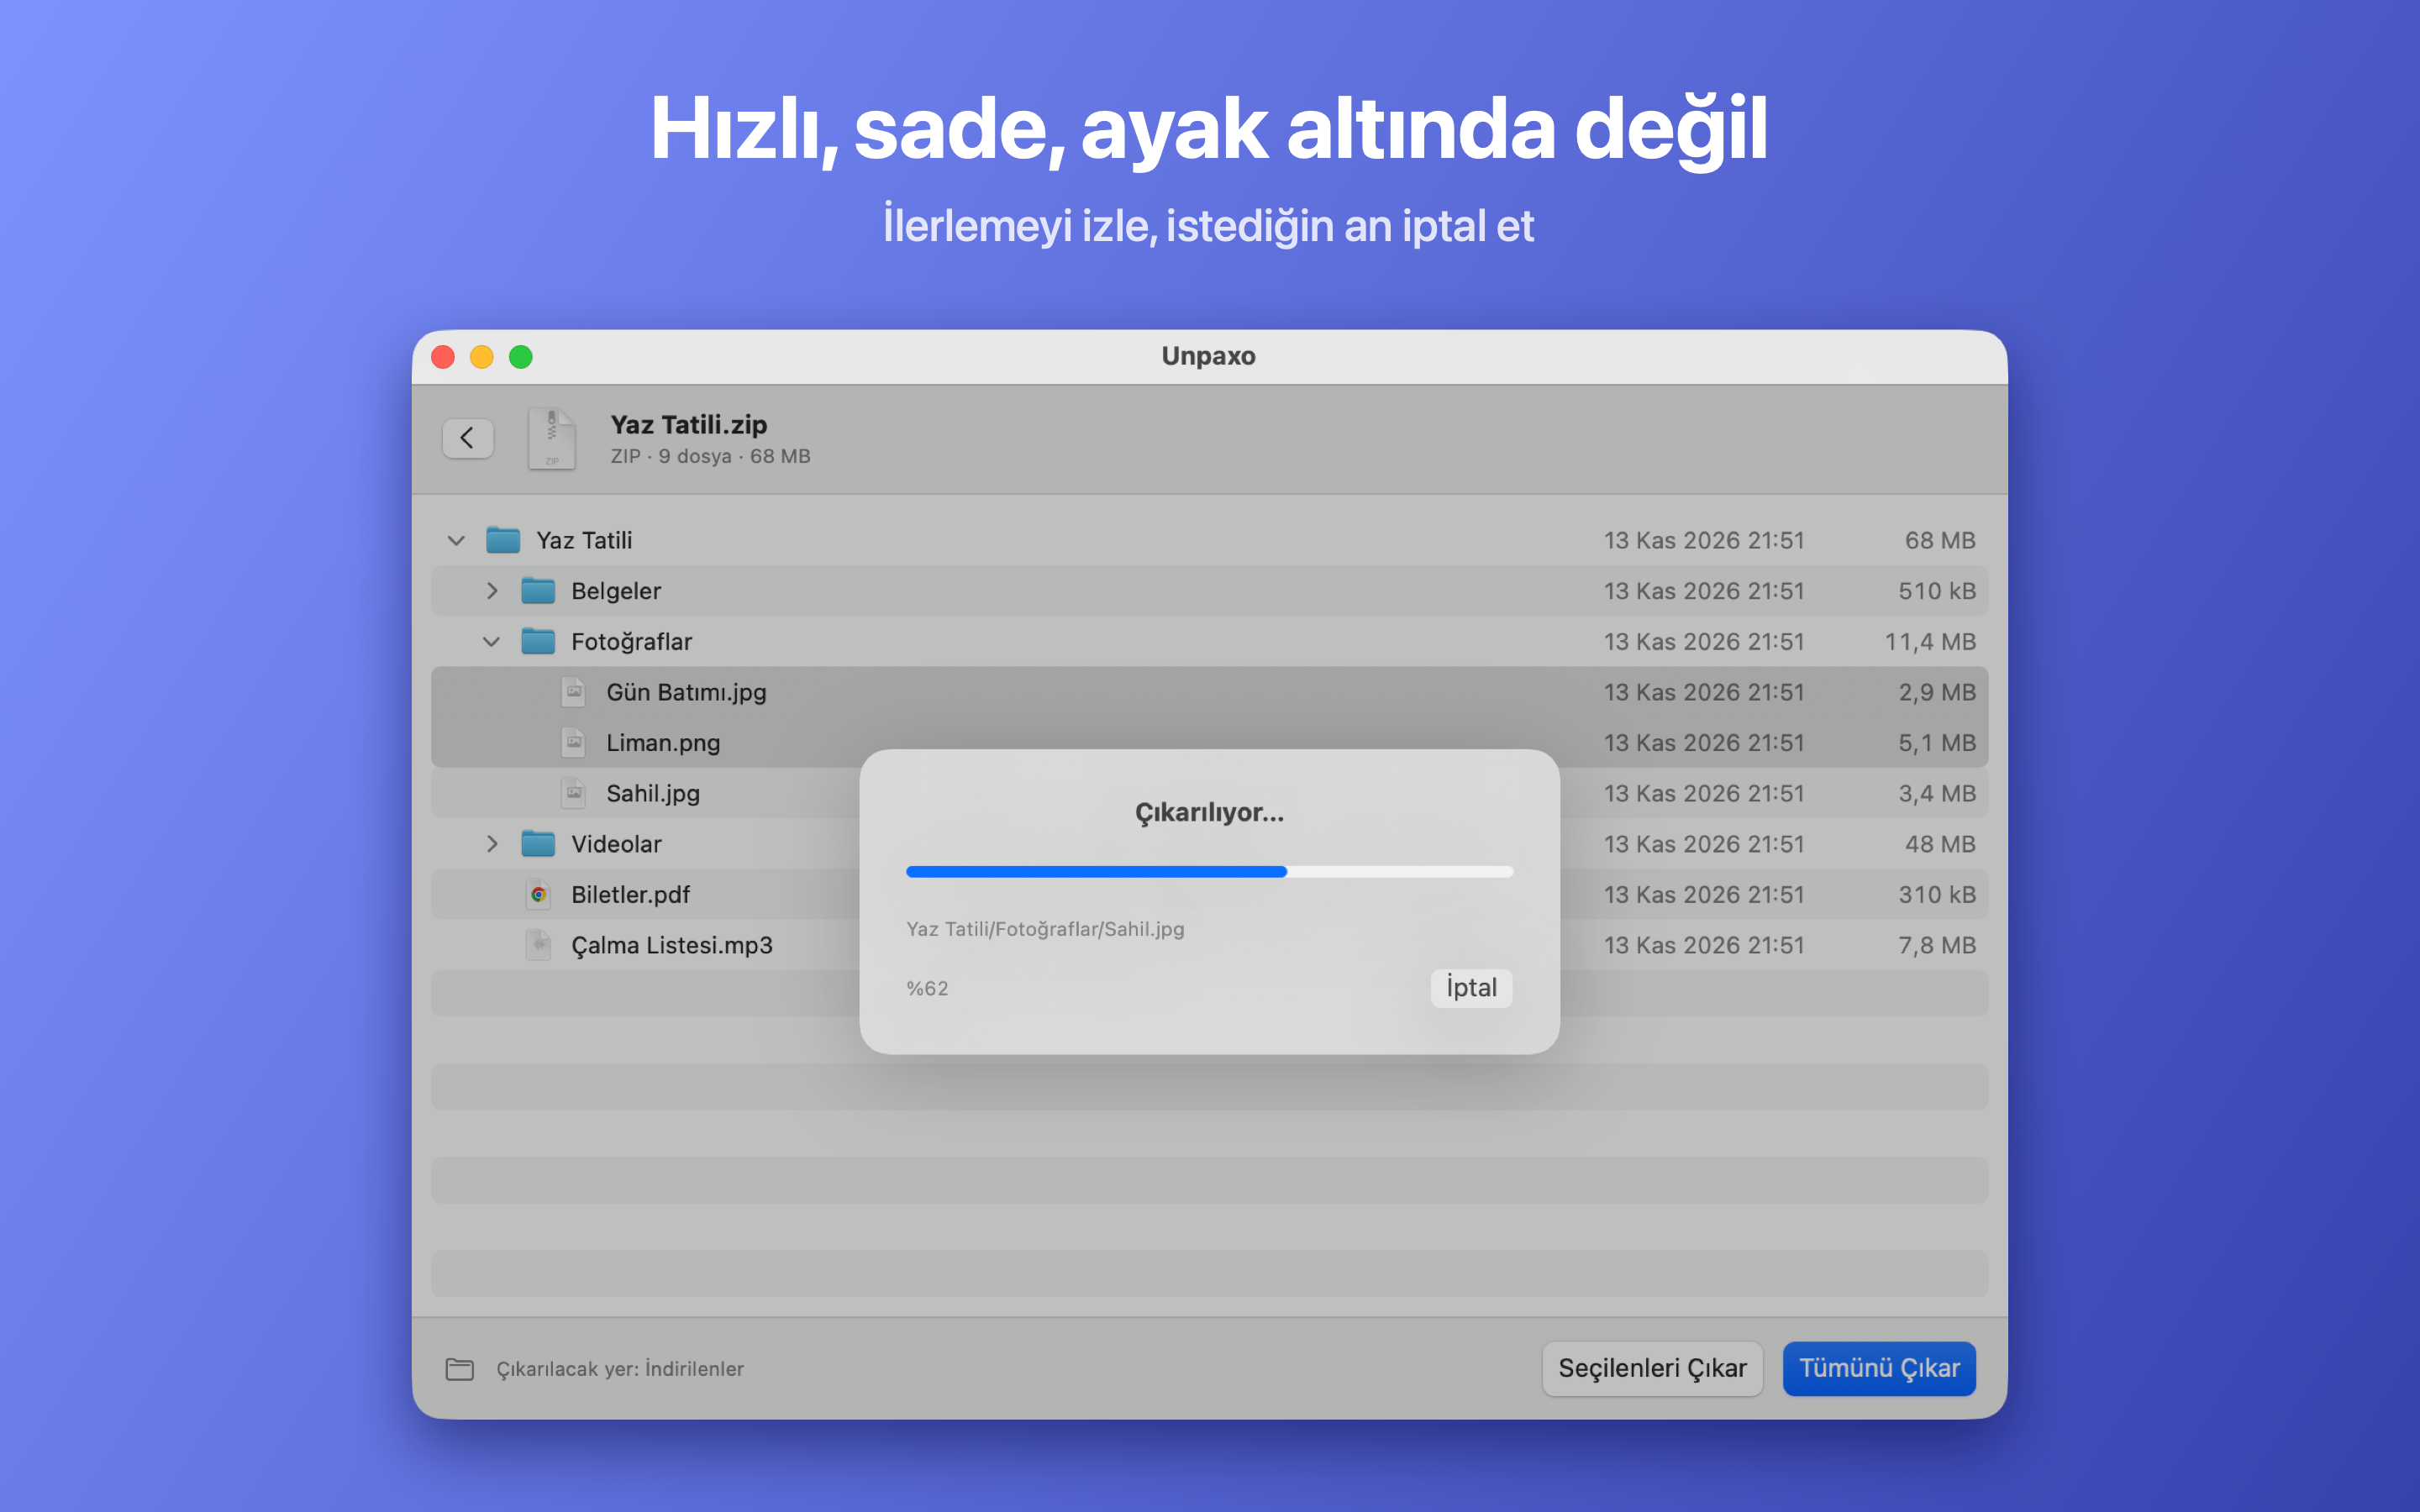 Hızlı, sade, ayak altında değil
İlerlemeyi izle, istediğin an iptal et
Unpaxo
ZIP
Yaz Tatili.zip
ZIP · 9 dosya · 68 MB
Yaz Tatili 13 Kas 2026 21:51 68 MB
Belgeler 13 Kas 2026 21:51 510 kB
Fotoğraflar 13 Kas 2026 21:51 11,4 MB
Gün Batımı.jpg 13 Kas 2026 21:51 2,9 MB
Liman.png 13 Kas 2026 21:51 5,1 MB
Sahil.jpg 13 Kas 2026 21:51 3,4 MB
Videolar 13 Kas 2026 21:51 48 MB
Biletler.pdf 13 Kas 2026 21:51 310 kB
Çalma Listesi.mp3 13 Kas 2026 21:51 7,8 MB
Çıkarılıyor...
Yaz Tatili/Fotoğraflar/Sahil.jpg
%62 İptal
Çıkarılacak yer: İndirilenler Seçilenleri Çıkar Tümünü Çıkar